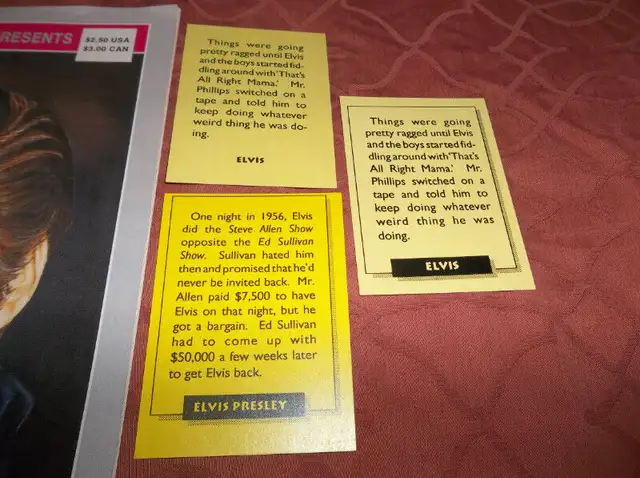 RESENTS
$2.50 USA
$3.00 CAN
Things were going
pretty ragged until Elvis
and the boys started fid-
dling around with 'That's
All Right Mama.' Mr.
Phillips switched on a
tape and told him to
keep doing whatever
weird thing he was do-
ing.
ELVIS
Things were going
pretty ragged until Elvis
and the boys started fid-
dling around with 'That's
All Right Mama.' Mr.
Phillips switched on a
tape and told him to
keep doing whatever
weird thing he was
doing.
ELVIS
One night in 1956, Elvis
did the Steve Allen Show
opposite the Ed Sullivan
Show. Sullivan hated him
then and promised that he'd
never be invited back. Mr.
Allen paid $7,500 to have
Elvis on that night, but he
got a bargain. Ed Sullivan
had to come up with
$50,000 a few weeks later
to get Elvis back.
ELVIS PRESLEY